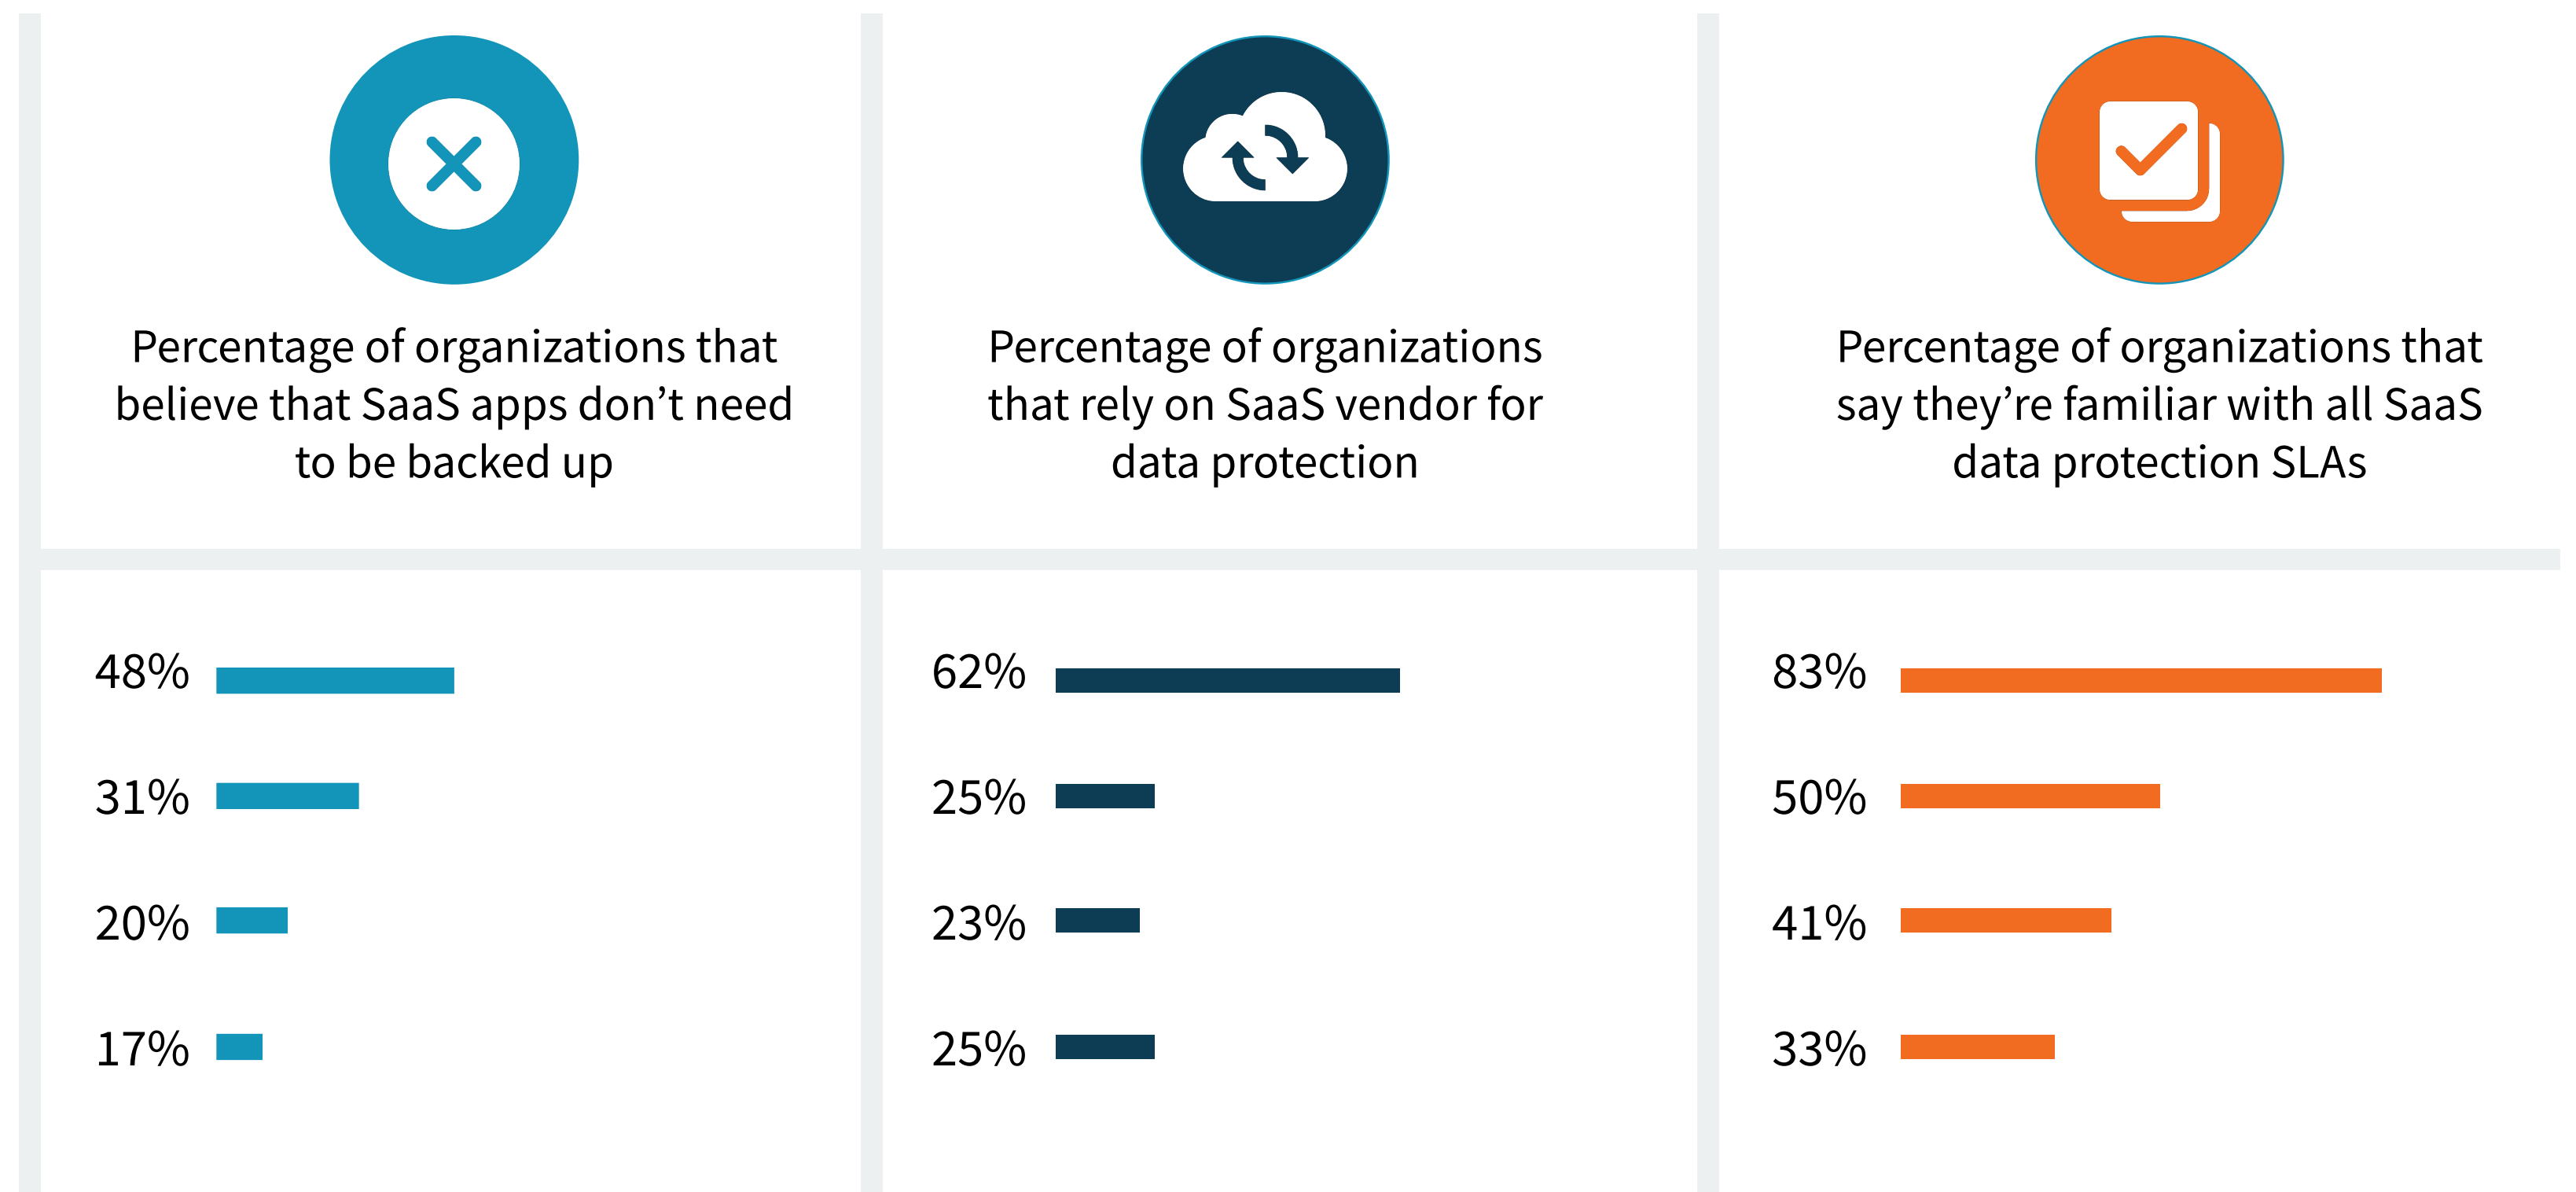 Percentage of organizations that
believe that SaaS apps don’t need
to be backed up
Percentage of organizations
that rely on SaaS vendor for
data protection
Percentage of organizations that
say they’re familiar with all SaaS
data protection SLAs
48%
62%
83%
31%
25%
50%
20%
23%
41%
17%
25%
33%